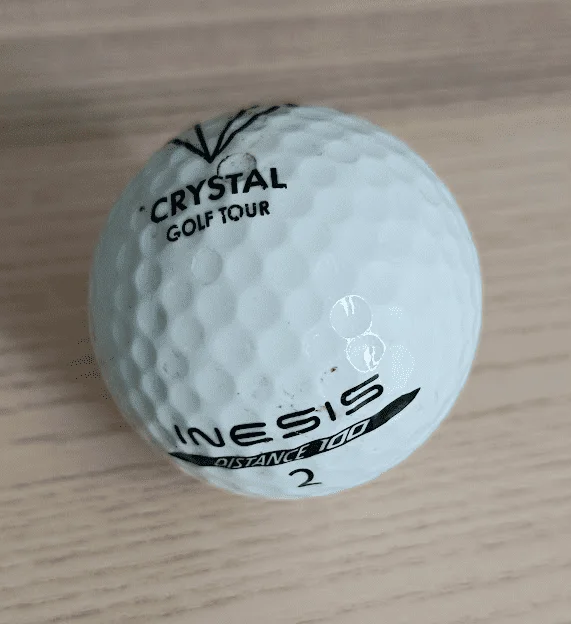 CRYSTAL
GOLF TOUR
INESIS
DISTANCE 100
2